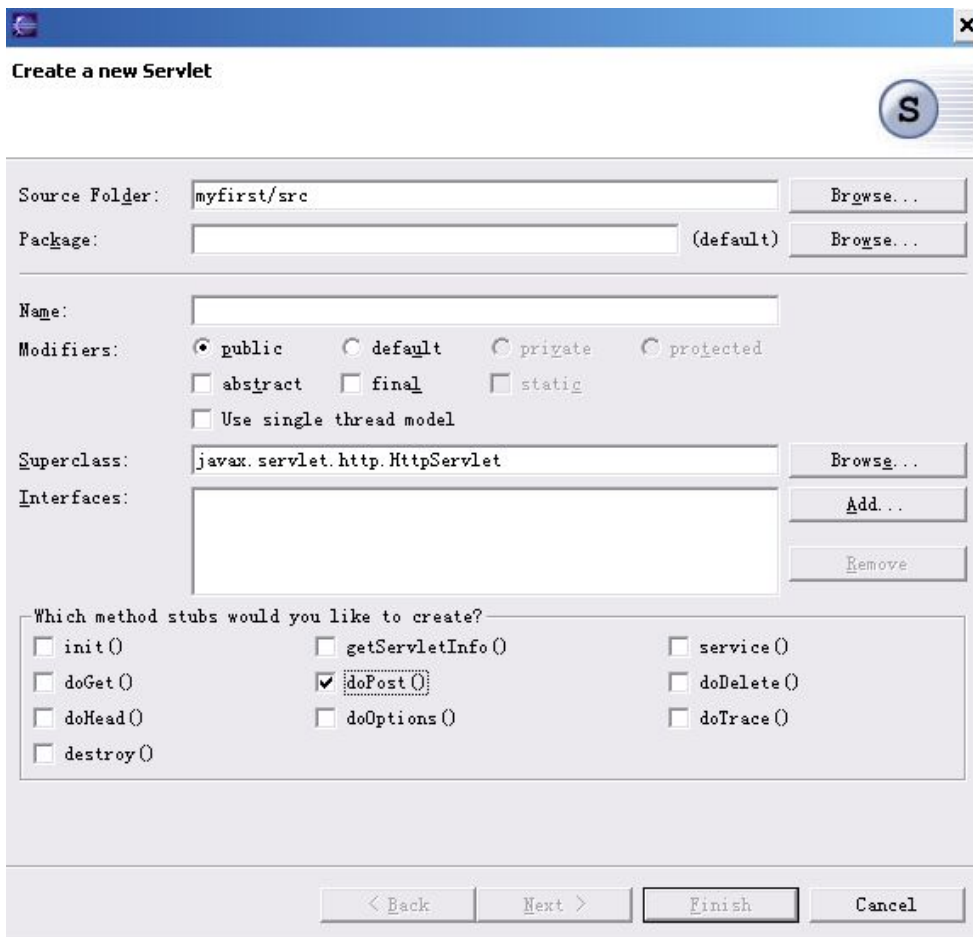 Create a new Servlet
S
Source Folder: myfirst/src Browse...
Package: (default) Browse...
Name:
Modifiers: public default private protected
abstract final static
Use single thread model
Superclass: javax.servlet.http.HttpServlet Browse...
Interfaces: Add...
Remove
Which method stubs would you like to create?
init() getServletInfo() service()
doGet() doPost() doDelete()
doHead() doOptions() doTrace()
destroy()
< Back Next > Finish Cancel